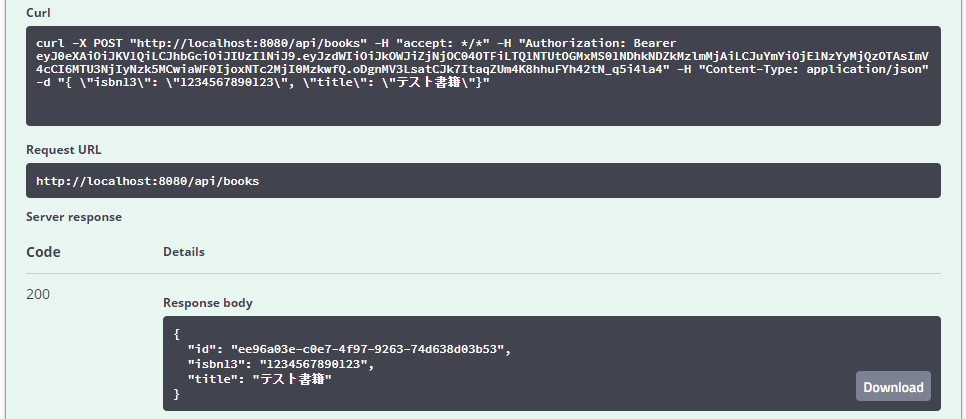 Curl
curl -X POST "http://localhost:8080/api/books" -H "accept: */*" -H "Authorization: Bearer
eyJ0eXAiOiJKV1QiLCJhbGciOiJIUzI1NiJ9.eyJzdWIiOiJkOWJiZjNjOC04OTFiLTQ1NTUtOGMxMS01NDhkNDZkMzlmMjAiLCJuYmYiOjE1NzYyMjQzOTAsImV
4cCI6MTU3NjIyNzk5MCwiaWF0IjoxNTc2MjI0MzkwfQ.oDgnMV3LsatCJk7ItaqZUm4K8hhuFYh42tN_q5i4la4" -H "Content-Type: application/json"
-d "{ \"isbn13\": \"1234567890123\", \"title\": \"テスト書籍\"}"
Request URL
http://localhost:8080/api/books
Server response
Code Details
200
Response body
{
"id": "ee96a03e-c0e7-4f97-9263-74d638d03b53",
"isbn13": "1234567890123",
"title": "テスト書籍"
}
Download